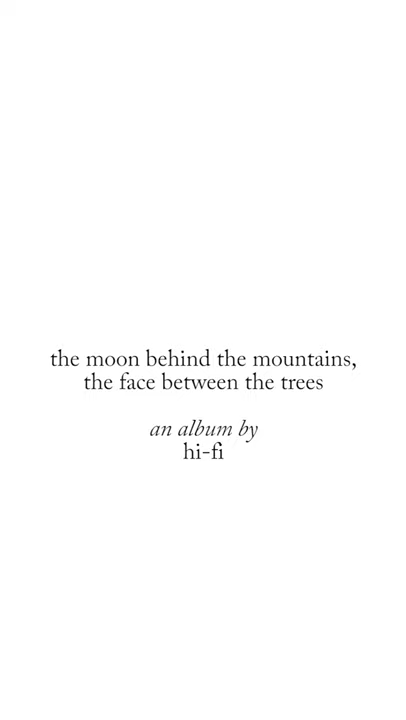 the moon behind the mountains,
the face between the trees
an album by
hi-fi